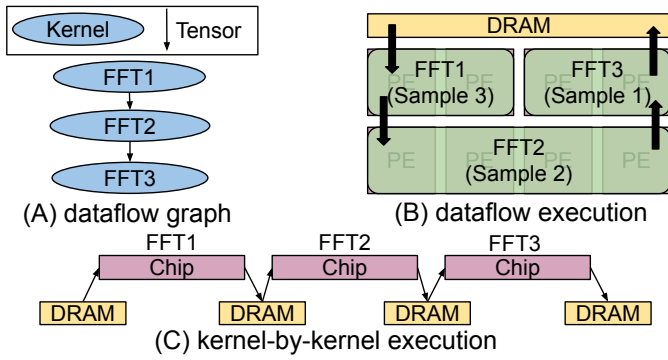 Kernel
Tensor
FFT1
FFT2
FFT3
(A) dataflow graph
DRAM
PE PE PE PE
FFT1 FFT3
(Sample 3) (Sample 1)
PE PE PE PE
FFT2
(Sample 2)
(B) dataflow execution
FFT1 FFT2 FFT3
Chip Chip Chip
DRAM DRAM DRAM DRAM
(C) kernel-by-kernel execution